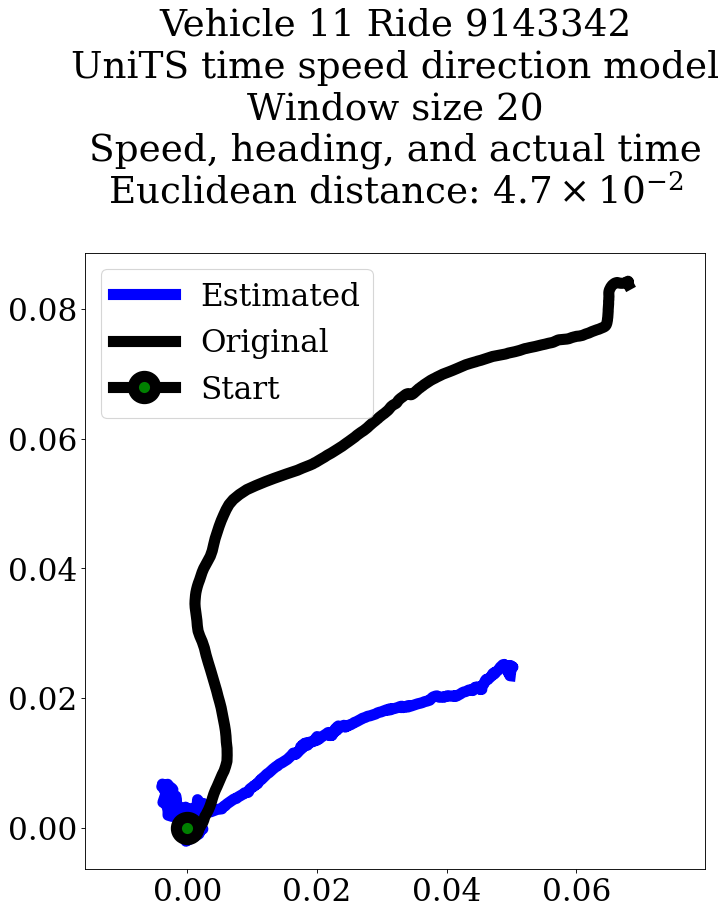 Vehicle 11 Ride 9143342
UniTS time speed direction model
Window size 20
Speed, heading, and actual time
Euclidean distance: 4.7 × 10⁻²
Estimated
Original
Start
0.08
0.06
0.04
0.02
0.00
0.00 0.02 0.04 0.06